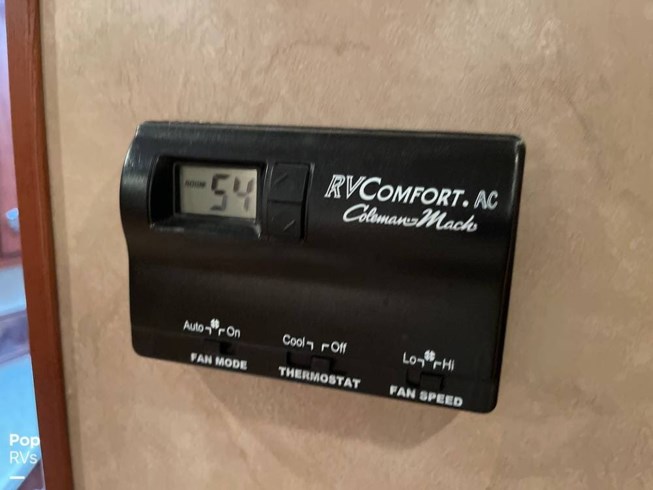 -54
RVCOMFORT. AC
Coleman-Mach
Auto On
FAN MODE
Cool Off
THERMOSTAT
Lo Hi
FAN SPEED
Pop
RVs